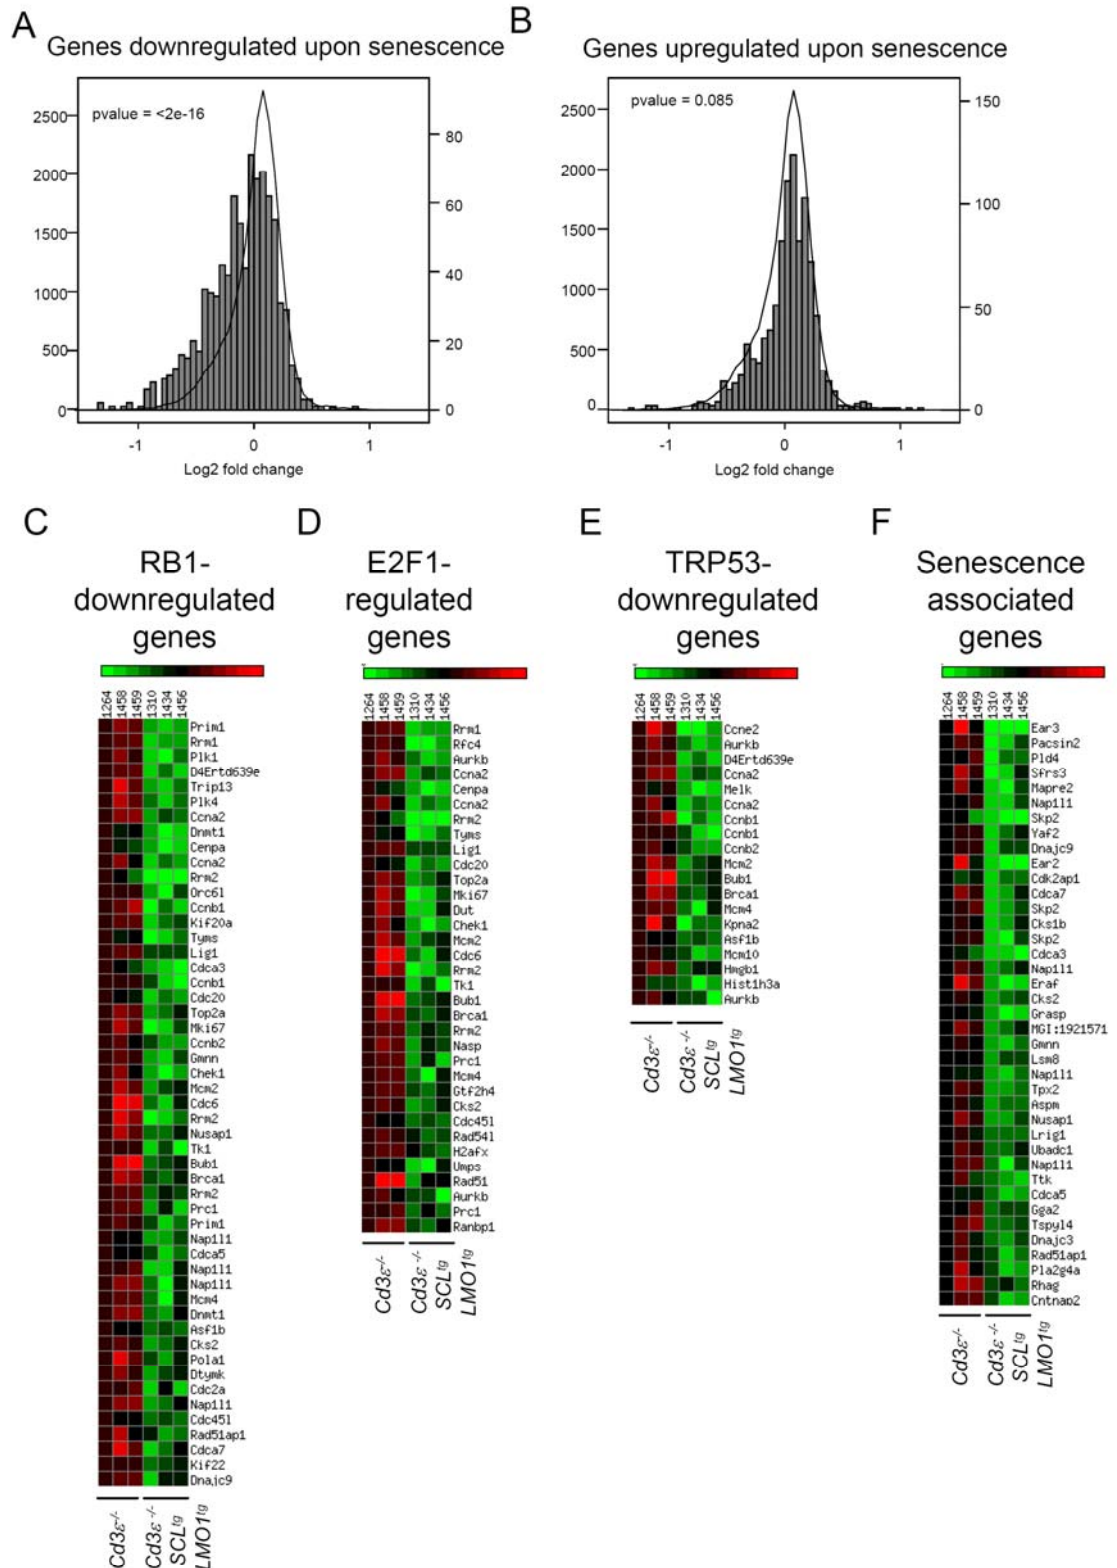 A
Genes downregulated upon senescence
pvalue = <2e-16
2500
2000
1500
1000
500
0
80
60
40
20
0
-1
0
1
Log2 fold change
B
Genes upregulated upon senescence
pvalue = 0.085
2500
2000
1500
1000
500
0
150
100
50
0
-1
0
1
Log2 fold change
C
RB1-
downregulated
genes
1264
1458
1459
1310
1434
1456
Prim1
Rrm1
Plk1
D4Ertd639e
Trip13
Plk4
Ccna2
Dnmt1
Cenpa
Ccna2
Rrm2
Orc6l
Ccnb1
Kif20a
Tyms
Lig1
Cdca3
Ccnb1
Cdc20
Top2a
Mki67
Ccnb2
Gmnn
Chek1
Mcm2
Cdc6
Rrm2
Nusap1
Tk1
Bub1
Brca1
Rrm2
Prc1
Prim1
Nap1l1
Cdca5
Nap1l1
Nap1l1
Mcm4
Dnmt1
Asf1b
Cks2
Pola1
Dtymk
Cdc2a
Nap1l1
Cdc45l
Rad51ap1
Cdca7
Kif22
Dnajc9
Cd3ε-/-
Cd3ε -/-
SCLtg
LMO1tg
D
E2F1-
regulated
genes
1264
1458
1459
1310
1434
1456
Rrm1
Rfc4
Aurkb
Ccna2
Cenpa
Ccna2
Rrm2
Tyms
Lig1
Cdc20
Top2a
Mki67
Dut
Chek1
Mcm2
Cdc6
Rrm2
Tk1
Bub1
Brca1
Rrm2
Nasp
Prc1
Mcm4
Gtf2h4
Cks2
Cdc45l
Rad54l
H2afx
Umps
Rad51
Aurkb
Prc1
Ranbp1
Cd3ε-/-
Cd3ε -/-
SCLtg
LMO1tg
E
TRP53-
downregulated
genes
1264
1458
1459
1310
1434
1456
Ccne2
Aurkb
D4Ertd639e
Ccna2
Melk
Ccna2
Ccnb1
Ccnb1
Ccnb2
Mcm2
Bub1
Brca1
Mcm4
Kpna2
Asf1b
Mcm10
Hmgb1
Hist1h3a
Aurkb
Cd3ε-/-
Cd3ε -/-
SCLtg
LMO1tg
F
Senescence
associated
genes
1264
1458
1459
1310
1434
1456
Ear3
Pacsin2
Pld4
Sfrs3
Mapre2
Nap1l1
Skp2
Yaf2
Dnajc9
Ear2
Cdk2ap1
Cdca7
Skp2
Cks1b
Skp2
Cdca3
Nap1l1
Eraf
Cks2
Grasp
MGI:1921571
Gmnn
Lsm8
Nap1l1
Tpx2
Aspm
Nusap1
Lrig1
Ubadc1
Nap1l1
Ttk
Cdca5
Gga2
Tspyl4
Dnajc3
Rad51ap1
Pla2g4a
Rhag
Cntnap2
Cd3ε-/-
Cd3ε -/-
SCLtg
LMO1tg